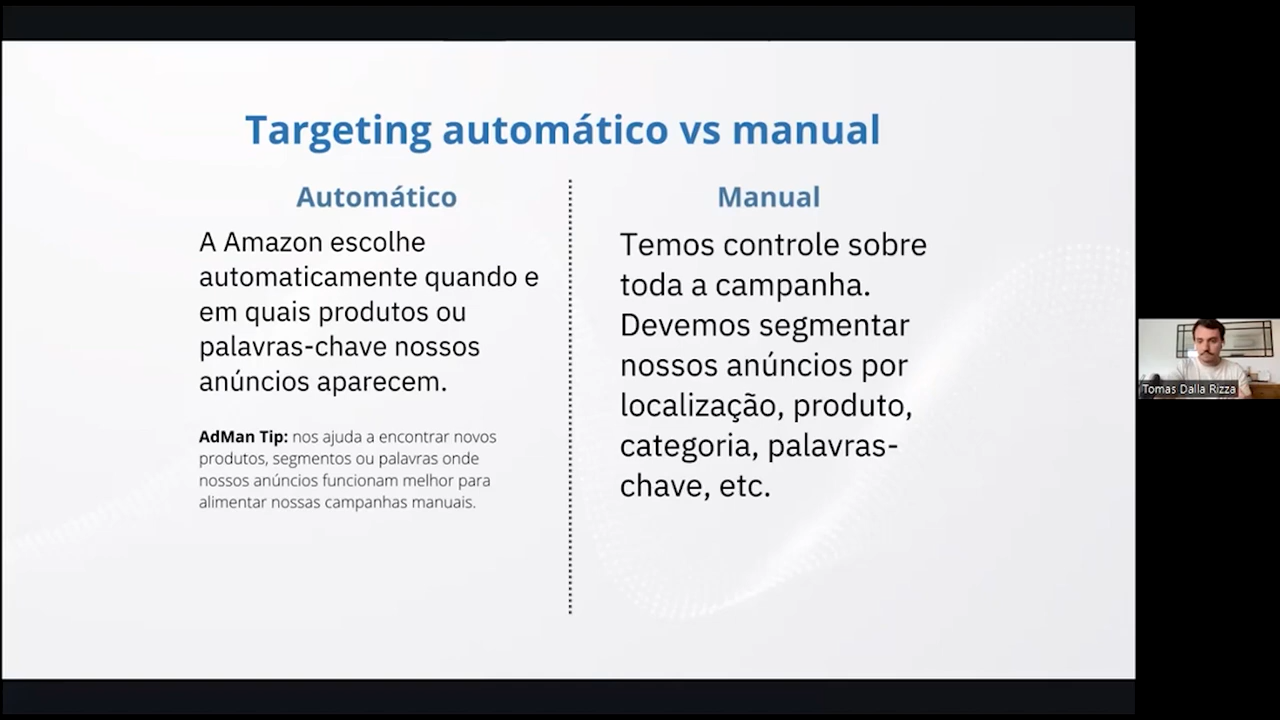 Targeting automático vs manual
Automático
A Amazon escolhe
automaticamente quando e
em quais produtos ou
palavras-chave nossos
anúncios aparecem.
AdMan Tip: nos ajuda a encontrar novos
produtos, segmentos ou palavras onde
nossos anúncios funcionam melhor para
alimentar nossas campanhas manuais.
Manual
Temos controle sobre
toda a campanha.
Devemos segmentar
nossos anúncios por
localização, produto,
categoria, palavras-
chave, etc.
Tomas Dalla Rizza